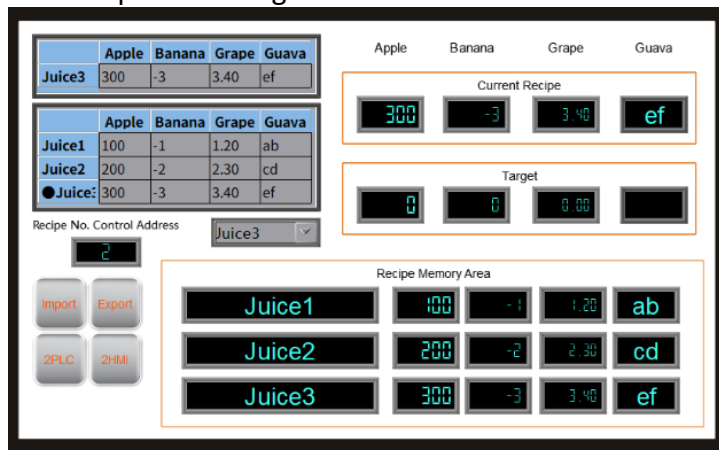 Apple Banana Grape Guava
Juice3 300 -3 3.40 ef
Apple Banana Grape Guava
Juice1 100 -1 1.20 ab
Juice2 200 -2 2.30 cd
●Juice3 300 -3 3.40 ef
Recipe No. Control Address
2
Juice3
Import Export
2PLC 2HMI
Apple Banana Grape Guava
Current Recipe
300 -3 3.40 ef
Target
0 0 0.00
Recipe Memory Area
Juice1 100 -1 1.20 ab
Juice2 200 -2 2.30 cd
Juice3 300 -3 3.40 ef